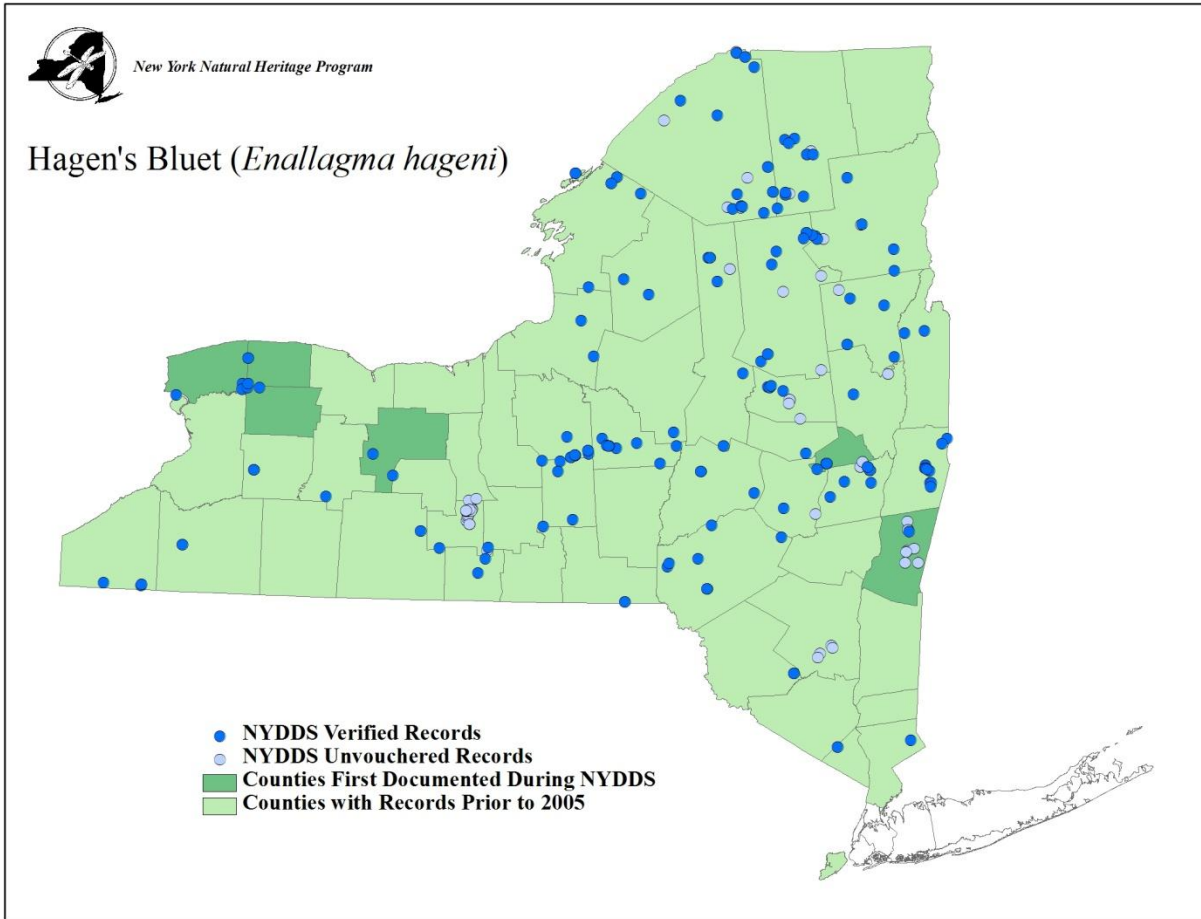 New York Natural Heritage Program
Hagen's Bluet (Enallagma hageni)
NYDDS Verified Records
NYDDS Unvouchered Records
Counties First Documented During NYDDS
Counties with Records Prior to 2005